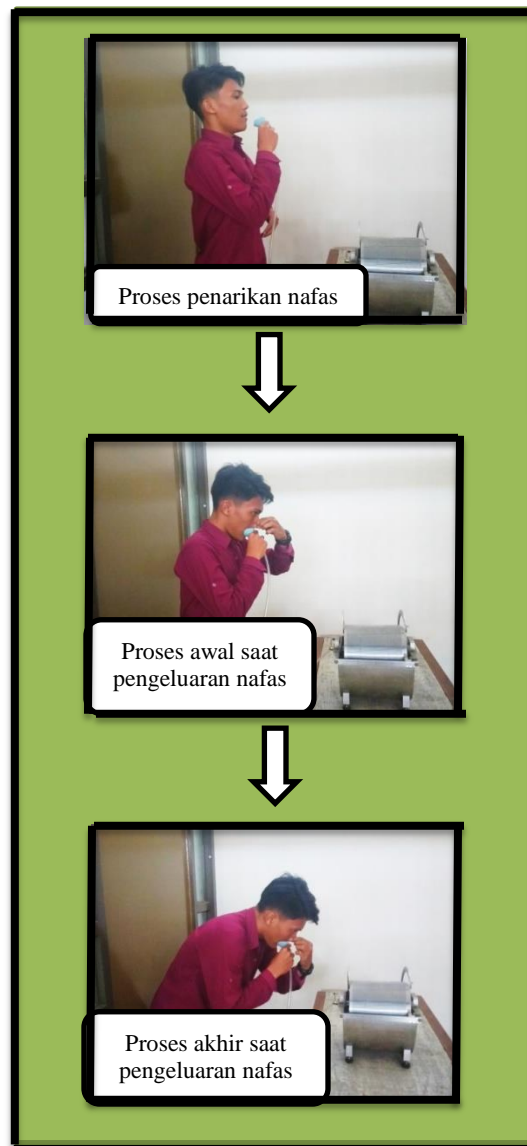 Proses penarikan nafas
Proses awal saat
pengeluaran nafas
Proses akhir saat
pengeluaran nafas